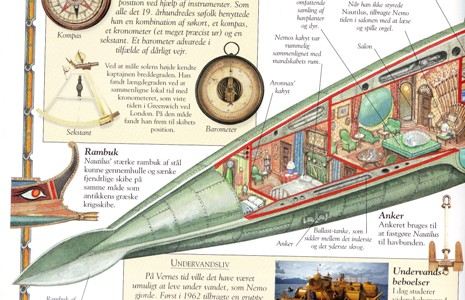 position ved hjælp af instrumenter. Som
alle det 19. århundredes søfolk benyttede
han en kombination af søkort, et kompas,
et kronometer (et meget præcist ur) og en
sekstant. Et barometer advarede i
tilfælde af dårligt vejr.
Kompas
Ved at måle solens højde kendte
kaptajnen breddegraden. Han
fandt længdegraden ved at
sammenligne lokal tid med
kronometeret, som viste
tiden i Greenwich ved
London. På den måde
fandt han frem til skibets
position.
Sekstant
Barometer
omfattende
samling af
havplanter
og dyr.
Når han ikke styrede
Nautilus, tilbragte Nemo
tiden i salonen med at læse
og spille orgel.
Nemos kahyt var
rummelig
sammenlignet med
mandskabets rum.
Salon
Aronnax'
kahyt
Rambuk
Nautilus' stærke rambuk af stål
kunne gennemhulle og sænke
fjendtlige skibe på
samme måde som
antikkens græske
krigsskibe.
Anker
Ballast-tanke, som
sidder mellem det inderste
og det yderste skrog.
Anker
Ankeret bruges til
at fastgøre Nautilus
til havbunden.
UNDERVANDSLIV
På Vernes tid ville det have været
umuligt at leve under vandet, som Nemo
gjorde. Først i 1962 tilbragte en gruppe
Undervands
beboelser
I dag studerer
Rambuk af